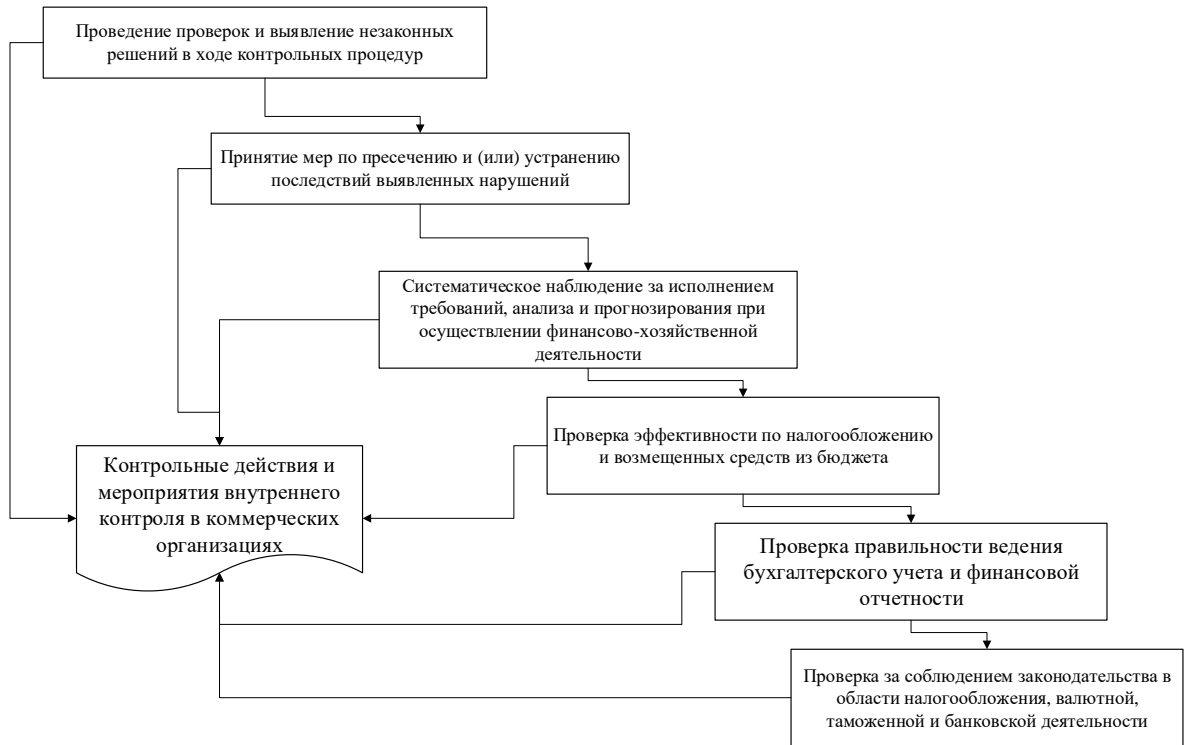 Проведение проверок и выявление незаконных
решений в ходе контрольных процедур
Принятие мер по пресечению и (или) устранению
последствий выявленных нарушений
Систематическое наблюдение за исполнением
требований, анализа и прогнозирования при
осуществлении финансово-хозяйственной
деятельности
Проверка эффективности по налогообложению
и возмещенных средств из бюджета
Контрольные действия и
мероприятия внутреннего
контроля в коммерческих
организациях
Проверка правильности ведения
бухгалтерского учета и финансовой
отчетности
Проверка за соблюдением законодательства в
области налогообложения, валютной,
таможенной и банковской деятельности